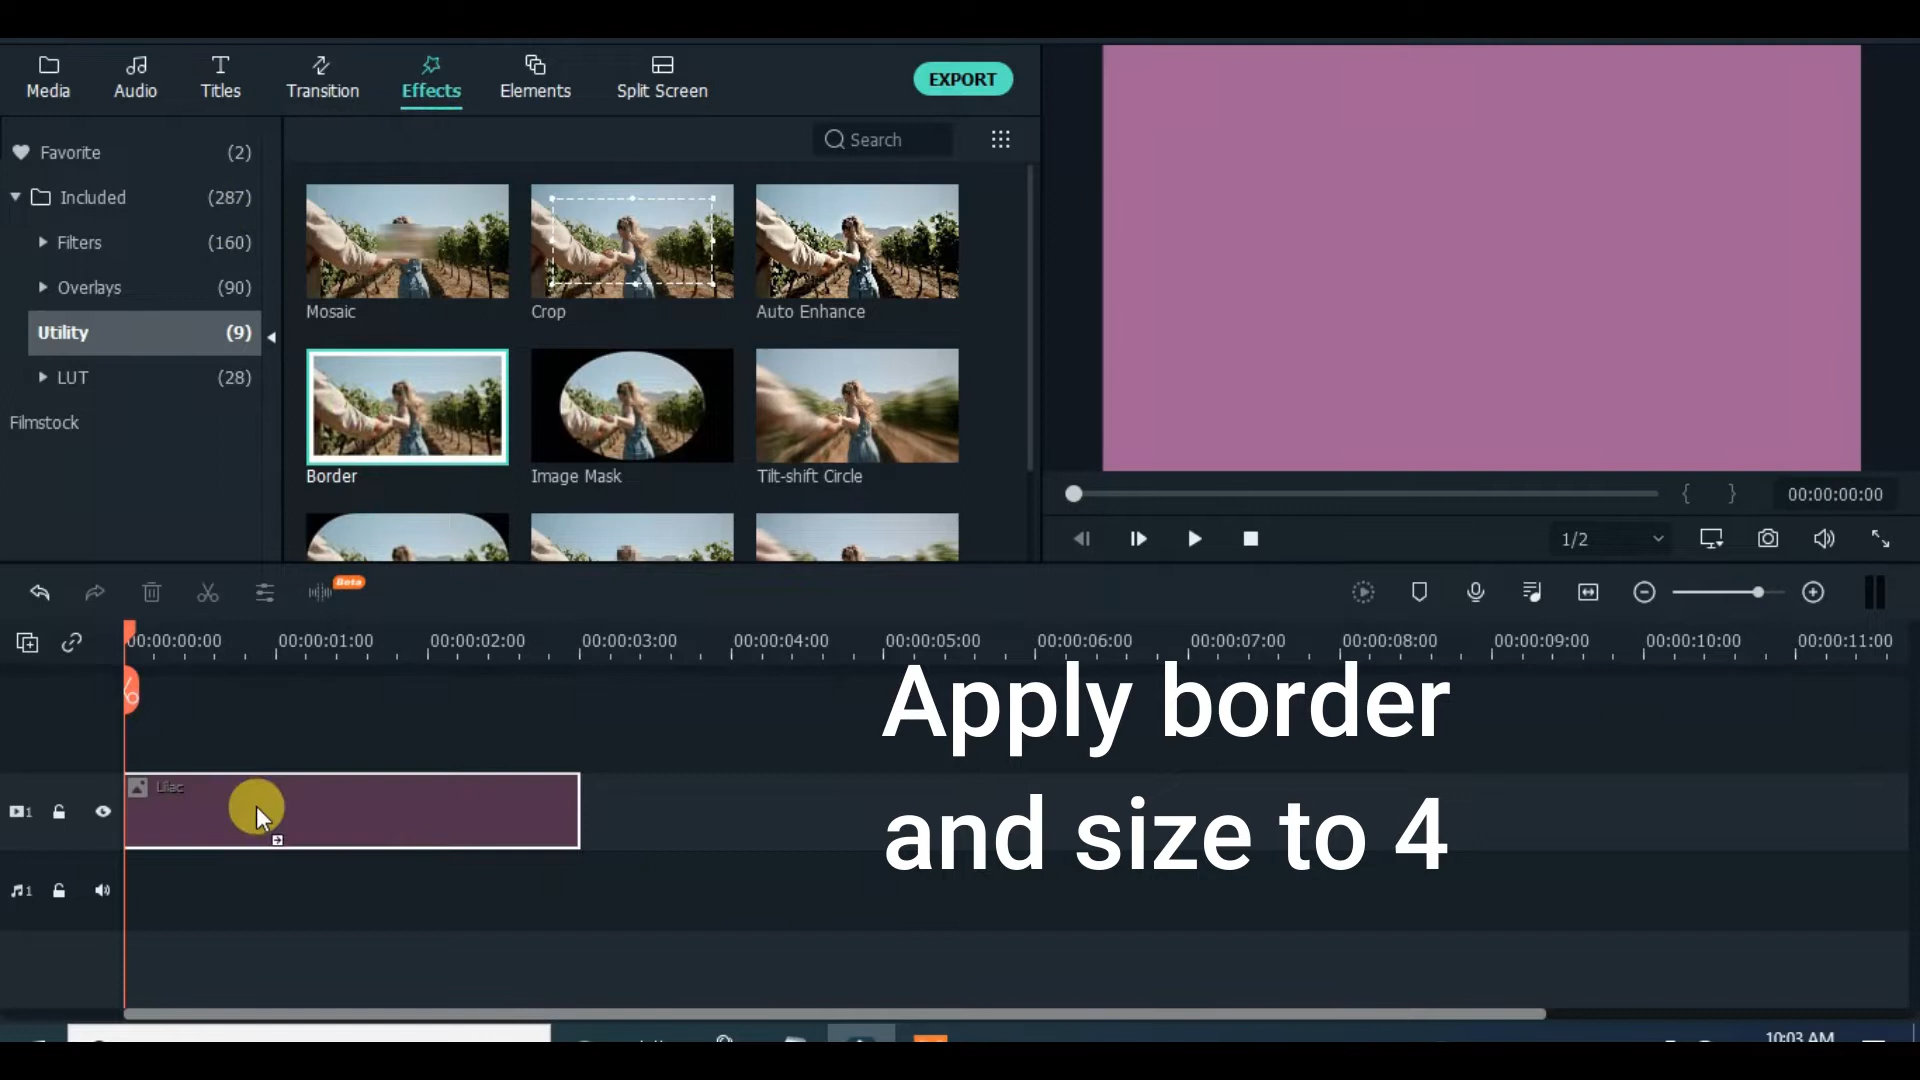 Media
Audio
Titles
Transition
Effects
Elements
Split Screen
EXPORT
Search
Favorite (2)
Included (287)
Filters (160)
Overlays (90)
Utility (9)
LUT (28)
Filmstock
Mosaic
Crop
Auto Enhance
Border
Image Mask
Tilt-shift Circle
{ } 00:00:00:00
1/2
Beta
00:00:00:00 00:00:01:00 00:00:02:00 00:00:03:00 00:00:04:00 00:00:05:00 00:00:06:00 00:00:07:00 00:00:08:00 00:00:09:00 00:00:10:00 00:00:11:00
Apply border
and size to 4
Lilac
1
1
10:03 AM